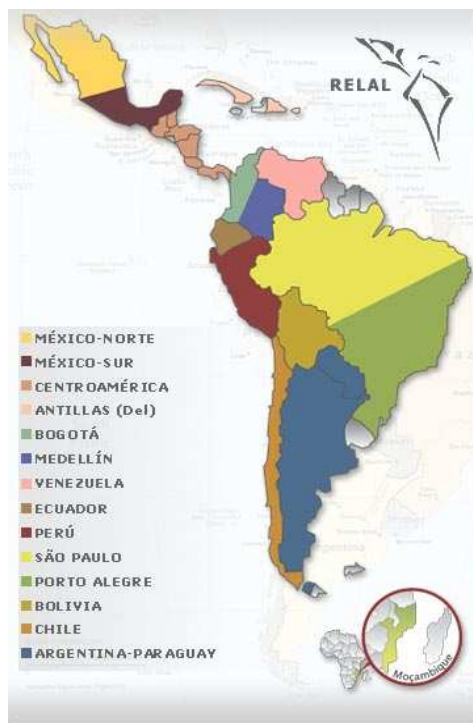 RELAL
MÉXICO-NORTE
MÉXICO-SUR
CENTROAMÉRICA
ANTILLAS (Del)
BOGOTÁ
MEDELLÍN
VENEZUELA
ECUADOR
PERÚ
SÃO PAULO
PORTO ALEGRE
BOLIVIA
CHILE
ARGENTINA-PARAGUAY
Moçambique